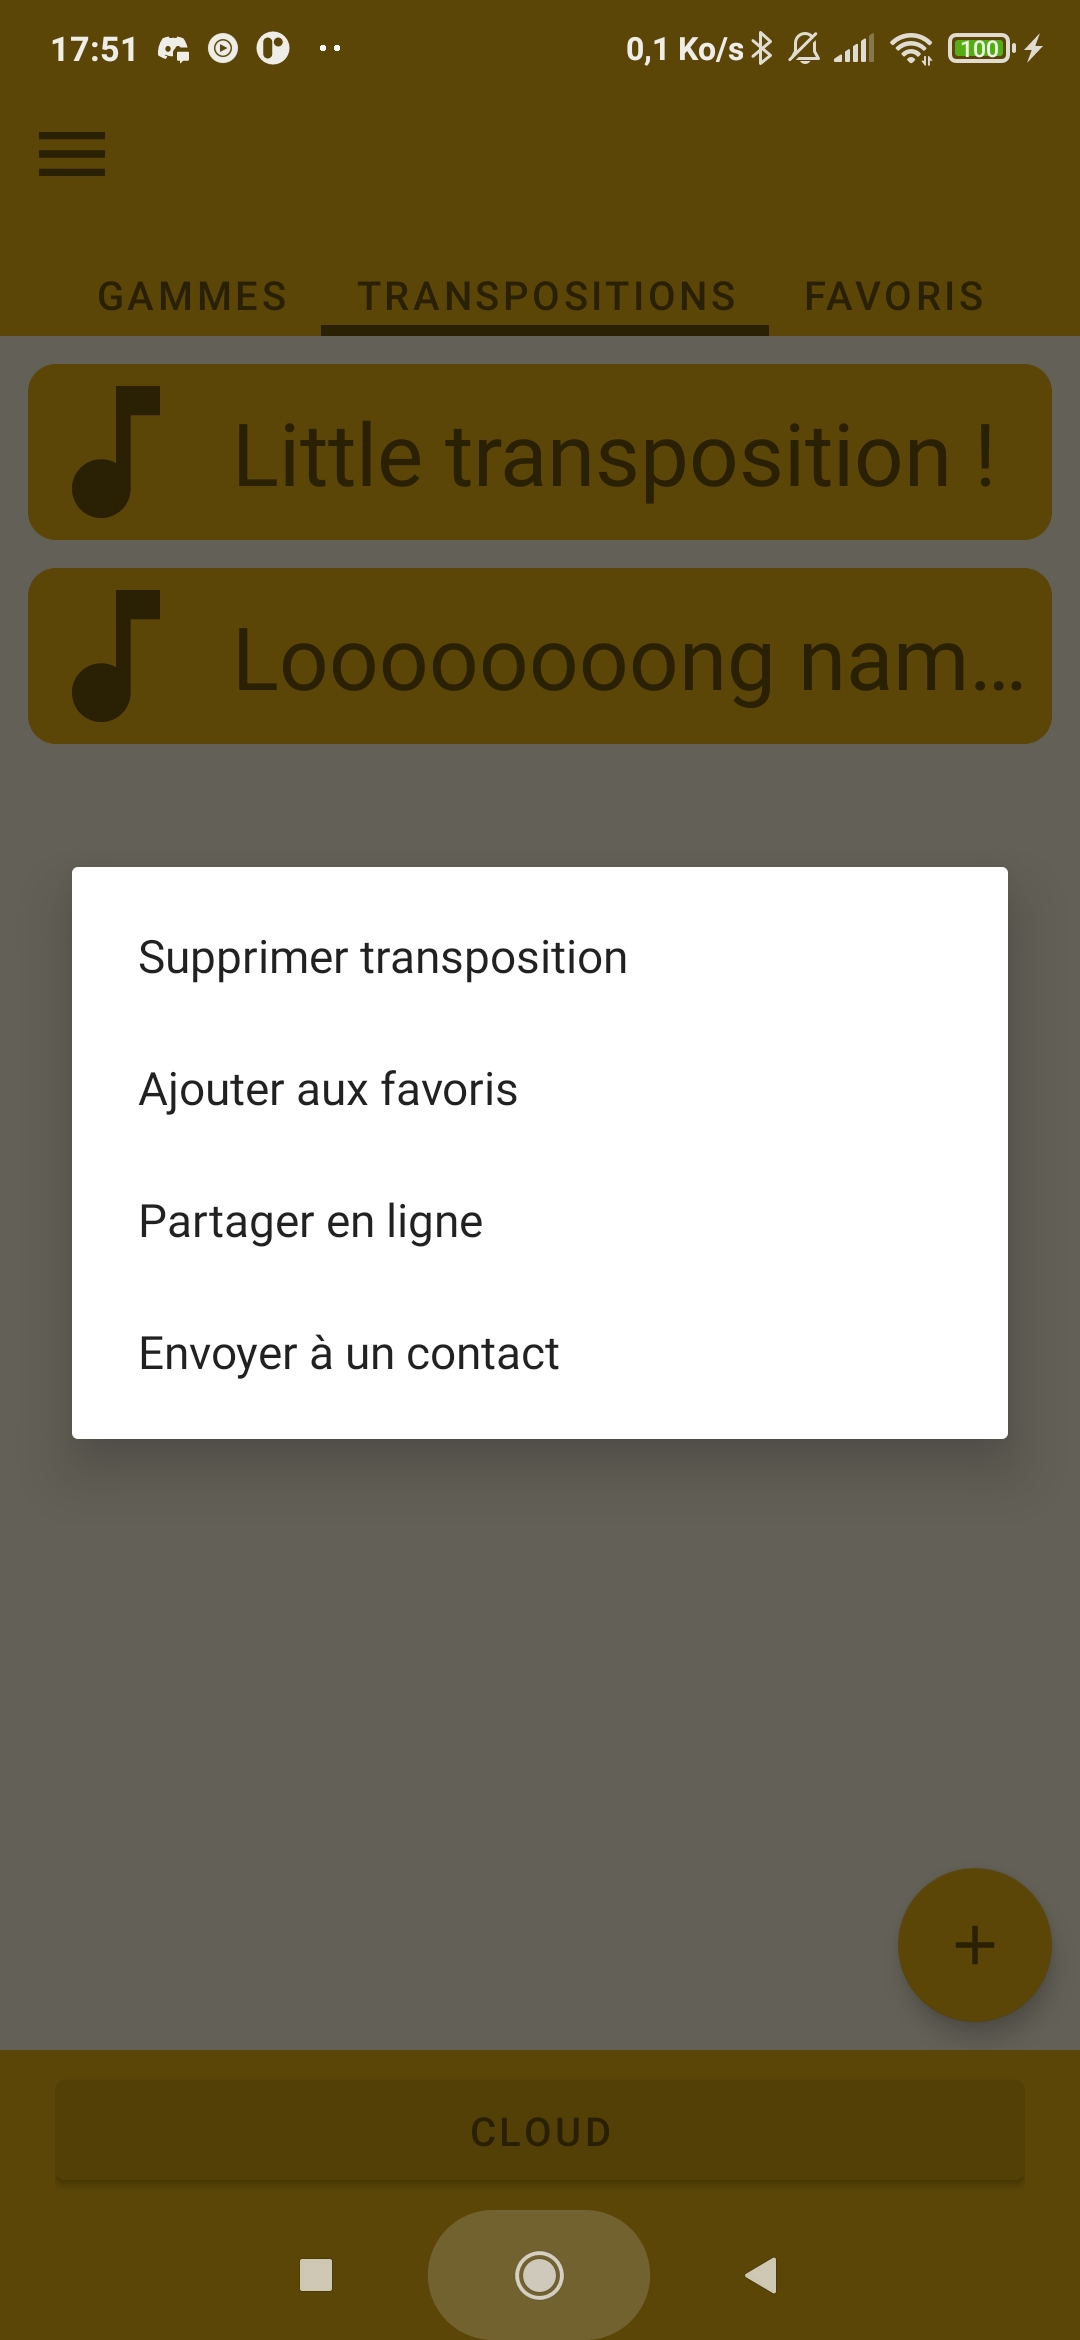 17:51
0,1 Ko/s
100
GAMMES
TRANSPOSITIONS
FAVORIS
Little transposition !
Loooooooong nam...
Supprimer transposition
Ajouter aux favoris
Partager en ligne
Envoyer à un contact
CLOUD